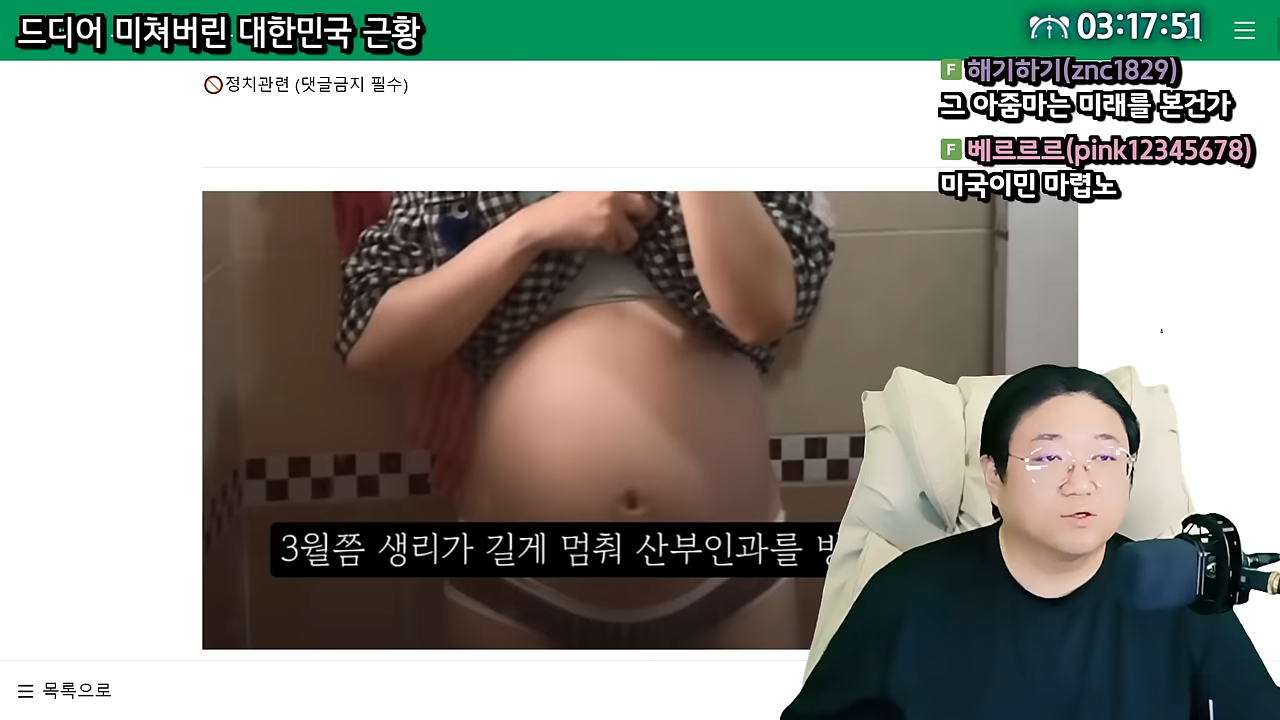 드디어 미쳐버린 대한민국 근황
03:17:51
🚫정치관련 (댓글금지 필수)
F 해기하기(znc1829)
그 아줌마는 미래를 본건가
F 베르르르(pink12345678)
미국이민 마렵노
3월쯤 생리가 길게 멈춰 산부인과를
목록으로